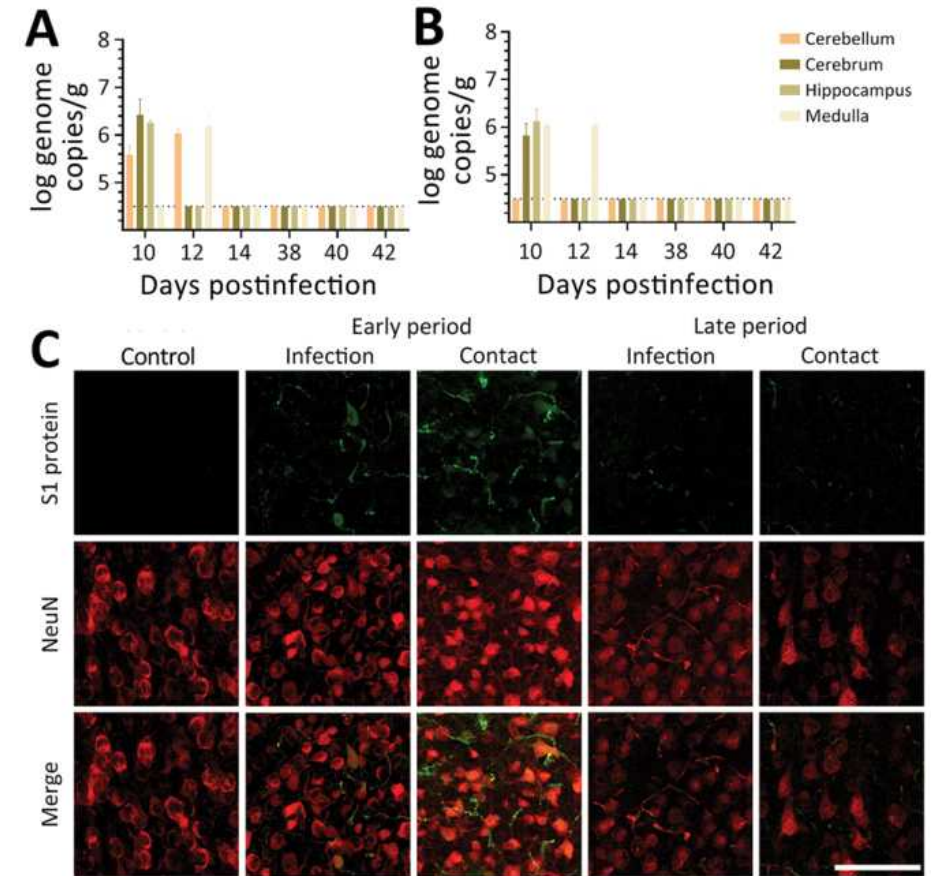 A
log genome
copies/g
8
7
6
5
10 12 14 38 40 42
Days postinfection
B
log genome
copies/g
8
7
6
5
10 12 14 38 40 42
Days postinfection
Cerebellum
Cerebrum
Hippocampus
Medulla
C
Early period
Late period
Control
Infection
Contact
Infection
Contact
S1 protein
NeuN
Merge